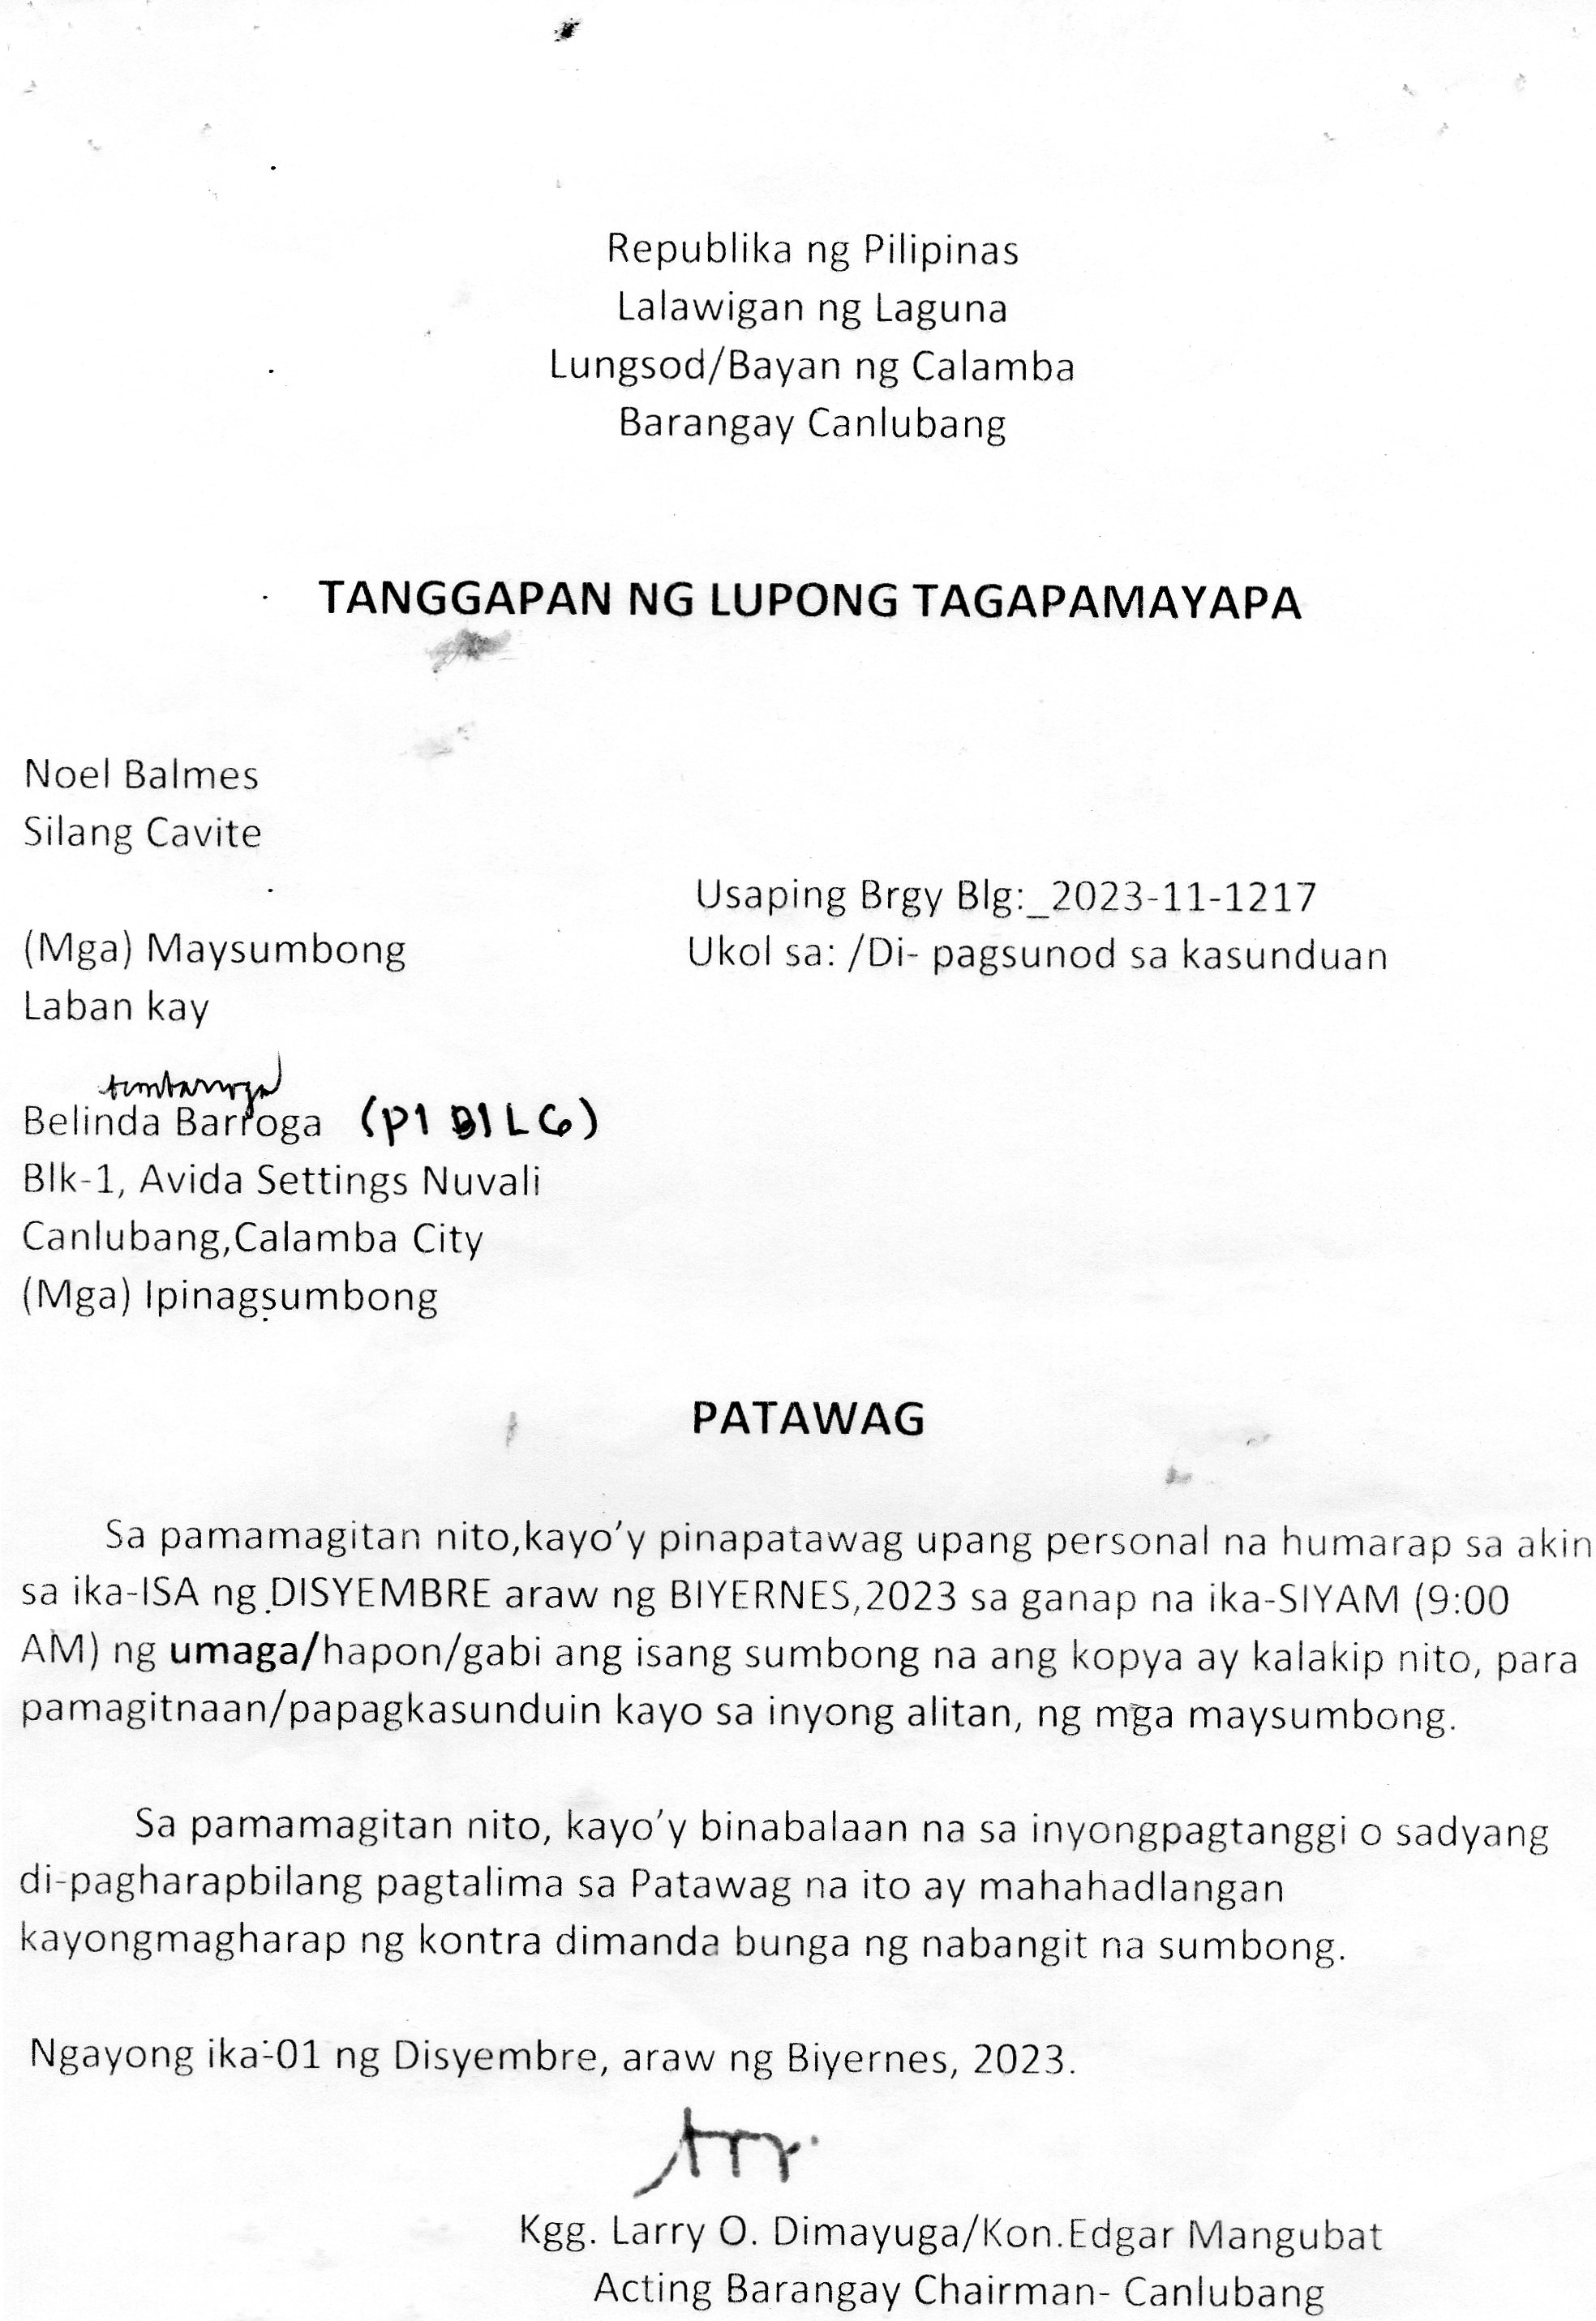 Republika ng Pilipinas
Lalawigan ng Laguna
Lungsod/Bayan ng Calamba
Barangay Canlubang
TANGGAPAN NG LUPONG TAGAPAMAYAPA
Noel Balmes
Silang Cavite
Usaping Brgy Blg:_2023-11-1217
(Mga) Maysumbong
Ukol sa: /Di- pagsunod sa kasunduan
Laban kay
Belinda Barroga (P1 B1 L6)
Blk-1, Avida Settings Nuvali
Canlubang,Calamba City
(Mga) Ipinagsumbong
PATAWAG
Sa pamamagitan nito,kayo’y pinapatawag upang personal na humarap sa akin
sa ika-ISA ng DISYEMBRE araw ng BIYERNES,2023 sa ganap na ika-SIYAM (9:00
AM) ng umaga/hapon/gabi ang isang sumbong na ang kopya ay kalakip nito, para
pamagitnaan/papagkasunduin kayo sa inyong alitan, ng mga maysumbong.
Sa pamamagitan nito, kayo’y binabalaan na sa inyongpagtanggi o sadyang
di-pagharapbilang pagtalima sa Patawag na ito ay mahahadlangan
kayongmagharap ng kontra dimanda bunga ng nabangit na sumbong.
Ngayong ika-01 ng Disyembre, araw ng Biyernes, 2023.
Kgg. Larry O. Dimayuga/Kon.Edgar Mangubat
Acting Barangay Chairman- Canlubang